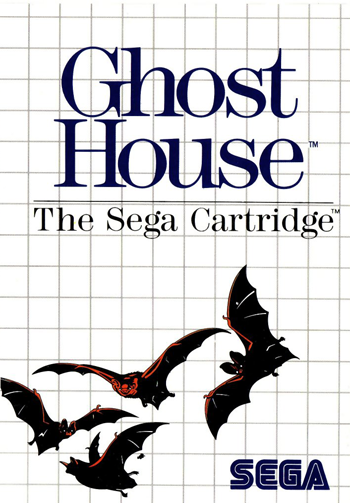 Ghost
House™
The Sega Cartridge™
SEGA